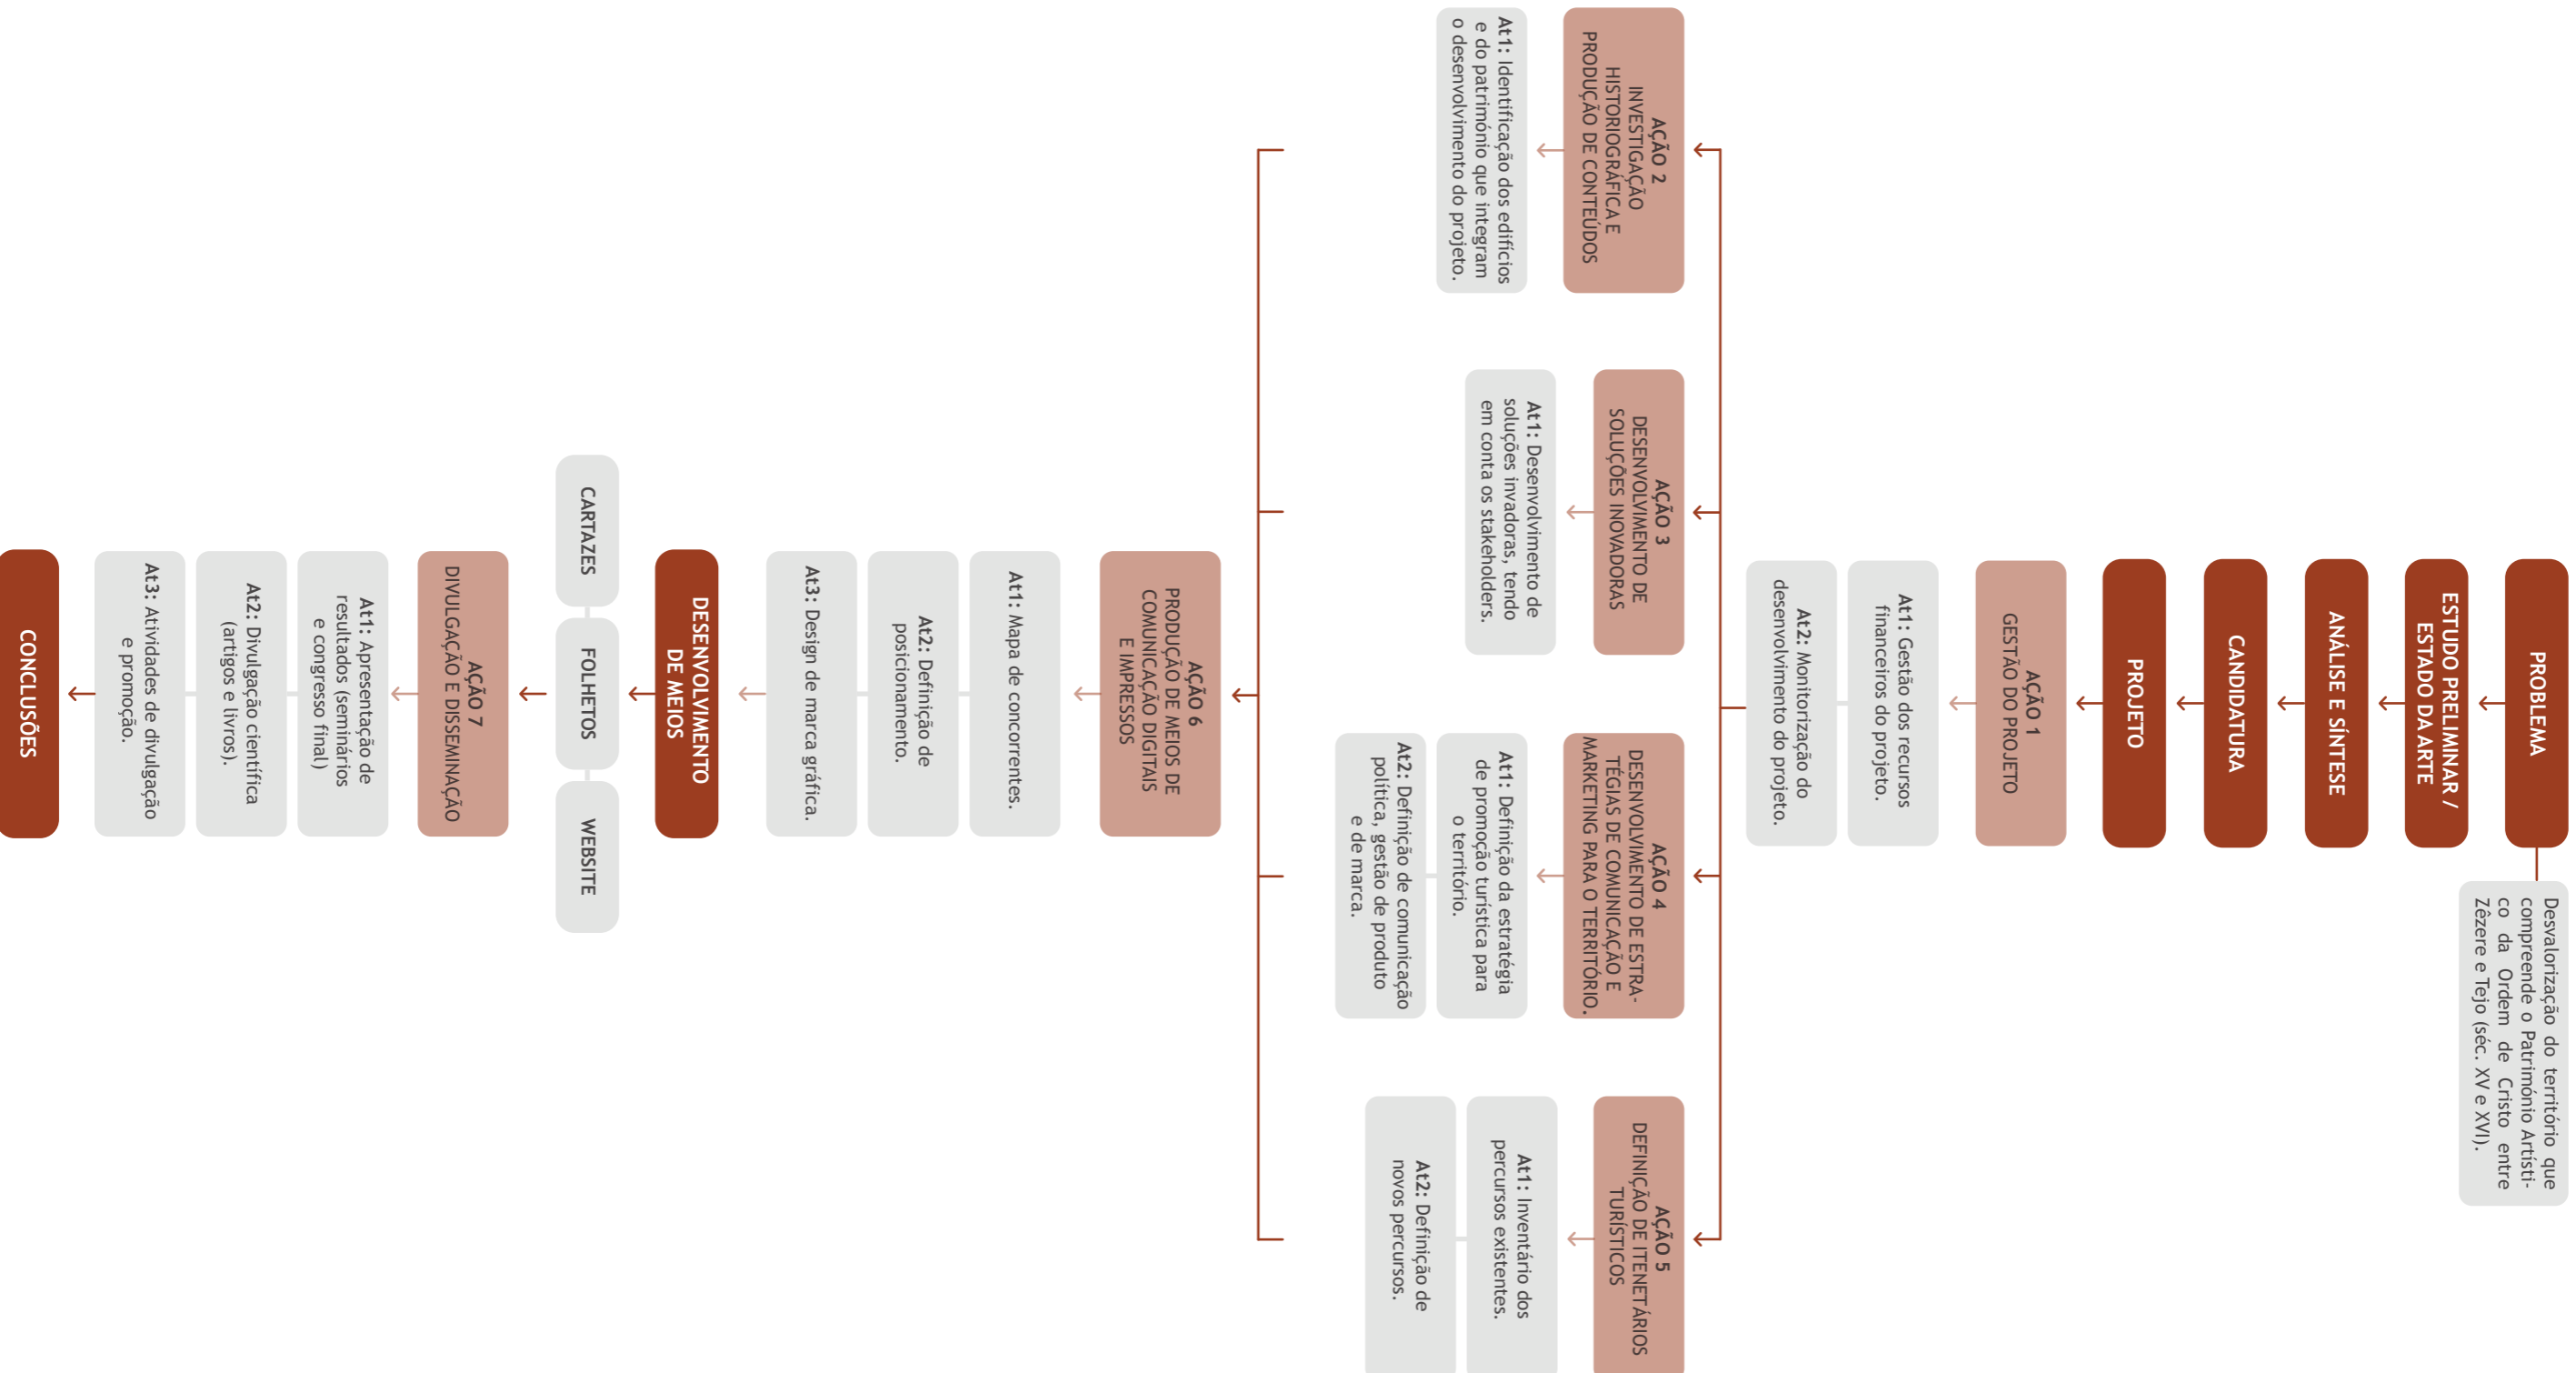 PROBLEMA
Desvalorização do território que
compreende o Património Artísti-
co da Ordem de Cristo entre
Zêzere e Tejo (séc. XV e XVI).
ESTUDO PRELIMINAR /
ESTADO DA ARTE
ANÁLISE E SÍNTESE
CANDIDATURA
PROJETO
AÇÃO 1
GESTÃO DO PROJETO
At1: Gestão dos recursos
financeiros do projeto.
At2: Monitorização do
desenvolvimento do projeto.
AÇÃO 2
INVESTIGAÇÃO
HISTORIOGRÁFICA E
PRODUÇÃO DE CONTEÚDOS
At1: Identificação dos edifícios
e do património que integram
o desenvolvimento do projeto.
AÇÃO 3
DESENVOLVIMENTO DE
SOLUÇÕES INOVADORAS
At1: Desenvolvimento de
soluções invadoras, tendo
em conta os stakeholders.
AÇÃO 4
DESENVOLVIMENTO DE ESTRA-
TÉGIAS DE COMUNICAÇÃO E
MARKETING PARA O TERRITÓRIO.
At1: Definição da estratégia
de promoção turística para
o território.
At2: Definição de comunicação
política, gestão de produto
e de marca.
AÇÃO 5
DEFINIÇÃO DE ITENETÁRIOS
TURÍSTICOS
At1: Inventário dos
percursos existentes.
At2: Definição de
novos percursos.
AÇÃO 6
PRODUÇÃO DE MEIOS DE
COMUNICAÇÃO DIGITAIS
E IMPRESSOS
At1: Mapa de concorrentes.
At2: Definição de
posicionamento.
At3: Design de marca gráfica.
DESENVOLVIMENTO
DE MEIOS
CARTAZES
FOLHETOS
WEBSITE
AÇÃO 7
DIVULGAÇÃO E DISSEMINAÇÃO
At1: Apresentação de
resultados (seminários
e congresso final)
At2: Divulgação científica
(artigos e livros).
At3: Atividades de divulgação
e promoção.
CONCLUSÕES